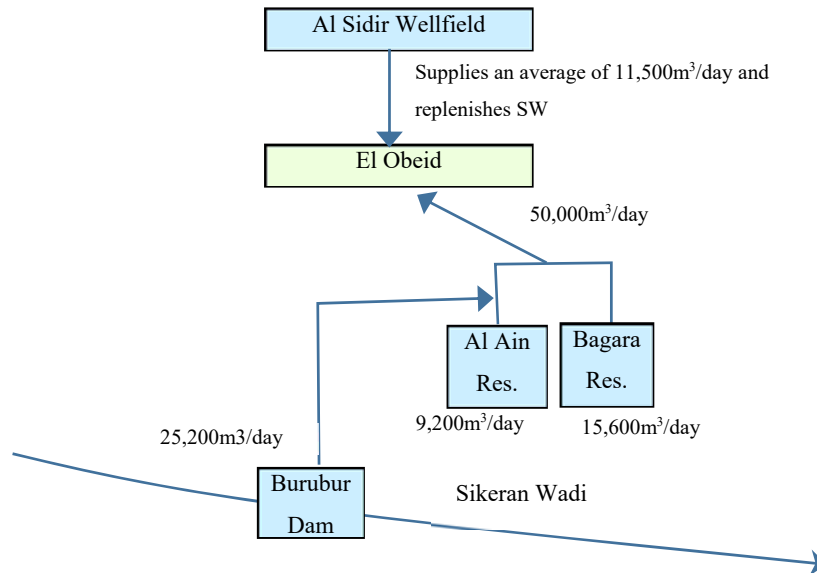 Al Sidir Wellfield
Supplies an average of 11,500m³/day and
replenishes SW
El Obeid
50,000m³/day
Al Ain
Res.
Bagara
Res.
9,200m³/day
15,600m³/day
25,200m3/day
Burubur
Dam
Sikeran Wadi